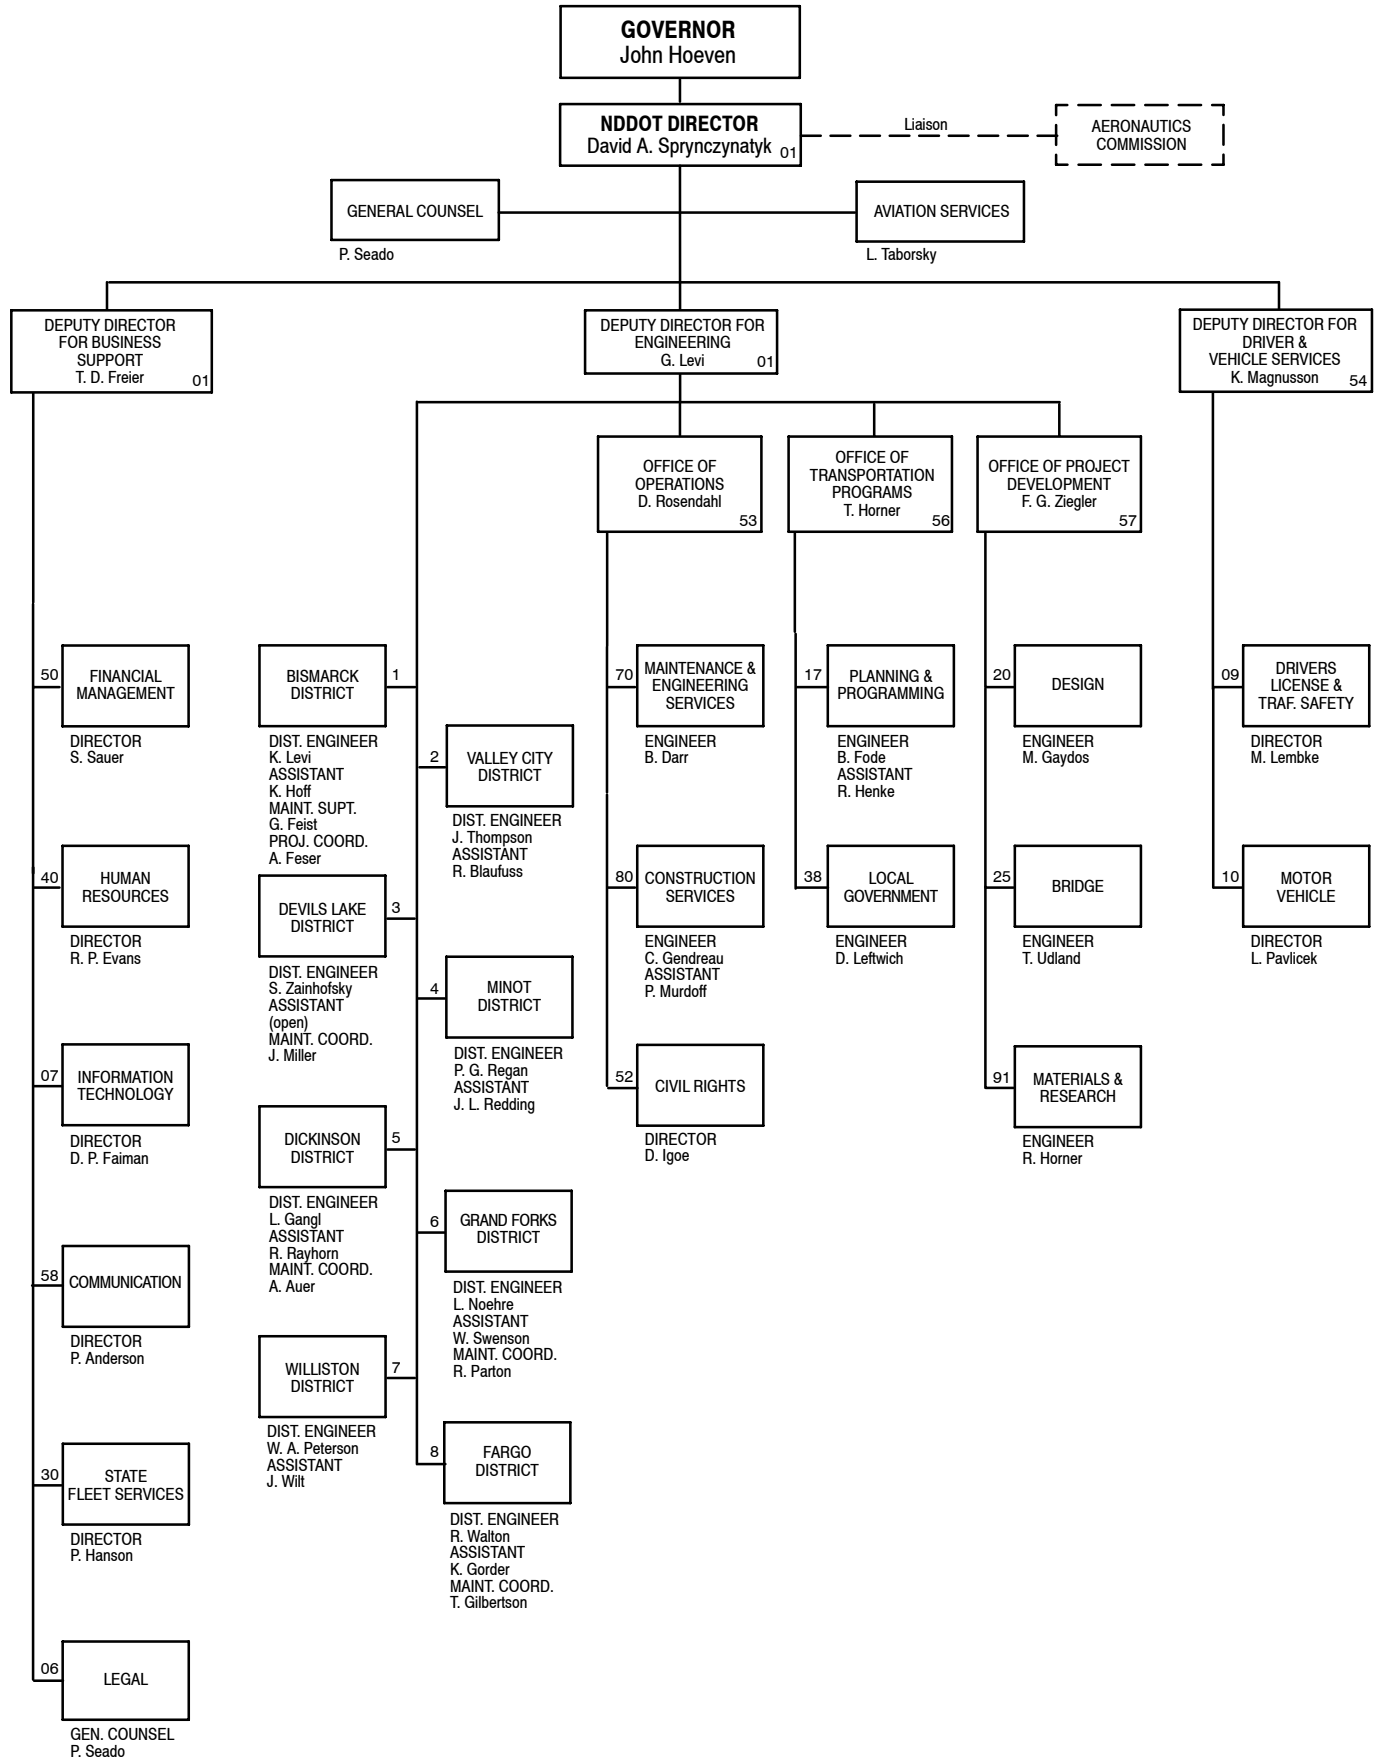 GOVERNOR
John Hoeven
NDDOT DIRECTOR
David A. Sprynczynatyk
01
Liaison
AERONAUTICS
COMMISSION
GENERAL COUNSEL
P. Seado
AVIATION SERVICES
L. Taborsky
DEPUTY DIRECTOR
FOR BUSINESS
SUPPORT
T. D. Freier
01
DEPUTY DIRECTOR FOR
ENGINEERING
G. Levi
01
DEPUTY DIRECTOR FOR
DRIVER &
VEHICLE SERVICES
K. Magnusson
54
OFFICE OF
OPERATIONS
D. Rosendahl
53
OFFICE OF
TRANSPORTATION
PROGRAMS
T. Horner
56
OFFICE OF PROJECT
DEVELOPMENT
F. G. Ziegler
57
50
FINANCIAL
MANAGEMENT
DIRECTOR
S. Sauer
40
HUMAN
RESOURCES
DIRECTOR
R. P. Evans
07
INFORMATION
TECHNOLOGY
DIRECTOR
D. P. Faiman
58
COMMUNICATION
DIRECTOR
P. Anderson
30
STATE
FLEET SERVICES
DIRECTOR
P. Hanson
06
LEGAL
GEN. COUNSEL
P. Seado
BISMARCK
DISTRICT
1
DIST. ENGINEER
K. Levi
ASSISTANT
K. Hoff
MAINT. SUPT.
G. Feist
PROJ. COORD.
A. Feser
2
VALLEY CITY
DISTRICT
DIST. ENGINEER
J. Thompson
ASSISTANT
R. Blaufuss
DEVILS LAKE
DISTRICT
3
DIST. ENGINEER
S. Zainhofsky
ASSISTANT
(open)
MAINT. COORD.
J. Miller
4
MINOT
DISTRICT
DIST. ENGINEER
P. G. Regan
ASSISTANT
J. L. Redding
DICKINSON
DISTRICT
5
DIST. ENGINEER
L. Gangl
ASSISTANT
R. Rayhorn
MAINT. COORD.
A. Auer
6
GRAND FORKS
DISTRICT
DIST. ENGINEER
L. Noehre
ASSISTANT
W. Swenson
MAINT. COORD.
R. Parton
WILLISTON
DISTRICT
7
DIST. ENGINEER
W. A. Peterson
ASSISTANT
J. Wilt
8
FARGO
DISTRICT
DIST. ENGINEER
R. Walton
ASSISTANT
K. Gorder
MAINT. COORD.
T. Gilbertson
70
MAINTENANCE &
ENGINEERING
SERVICES
ENGINEER
B. Darr
80
CONSTRUCTION
SERVICES
ENGINEER
C. Gendreau
ASSISTANT
P. Murdoff
52
CIVIL RIGHTS
DIRECTOR
D. Igoe
17
PLANNING &
PROGRAMMING
ENGINEER
B. Fode
ASSISTANT
R. Henke
38
LOCAL
GOVERNMENT
ENGINEER
D. Leftwich
20
DESIGN
ENGINEER
M. Gaydos
25
BRIDGE
ENGINEER
T. Udland
91
MATERIALS &
RESEARCH
ENGINEER
R. Horner
09
DRIVERS
LICENSE &
TRAF. SAFETY
DIRECTOR
M. Lembke
10
MOTOR
VEHICLE
DIRECTOR
L. Pavlicek